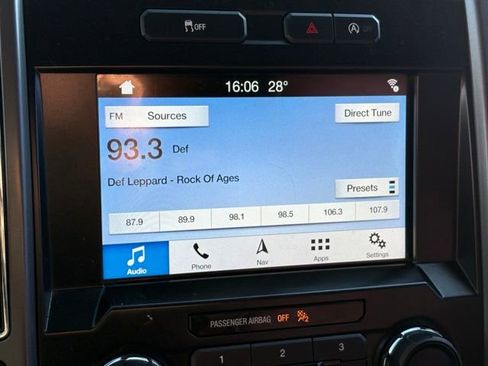 OFF
A OFF
16:06 28°
FM Sources Direct Tune
93.3 Def
Def Leppard - Rock Of Ages
Presets
87.9 89.9 98.1 98.5 106.3 107.9
Audio Phone Nav Apps Settings
PASSENGER AIRBAG OFF
1 2 3